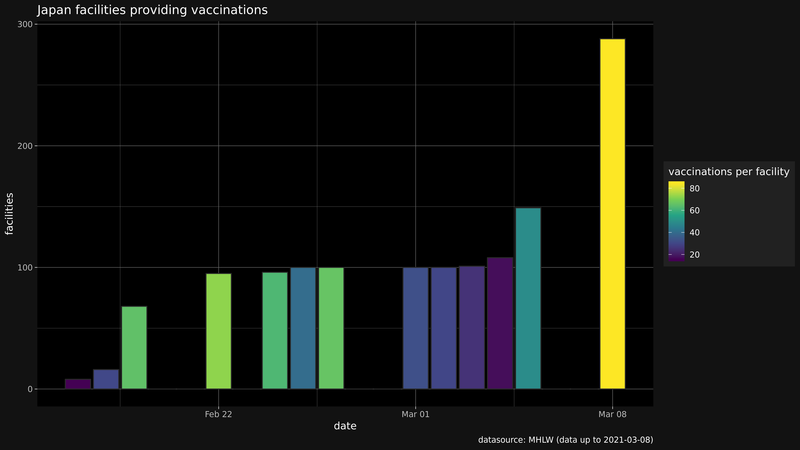 Japan facilities providing vaccinations
300
200
100
0
facilities
Feb 22
Mar 01
Mar 08
date
vaccinations per facility
80
60
40
20
datasource: MHLW (data up to 2021-03-08)